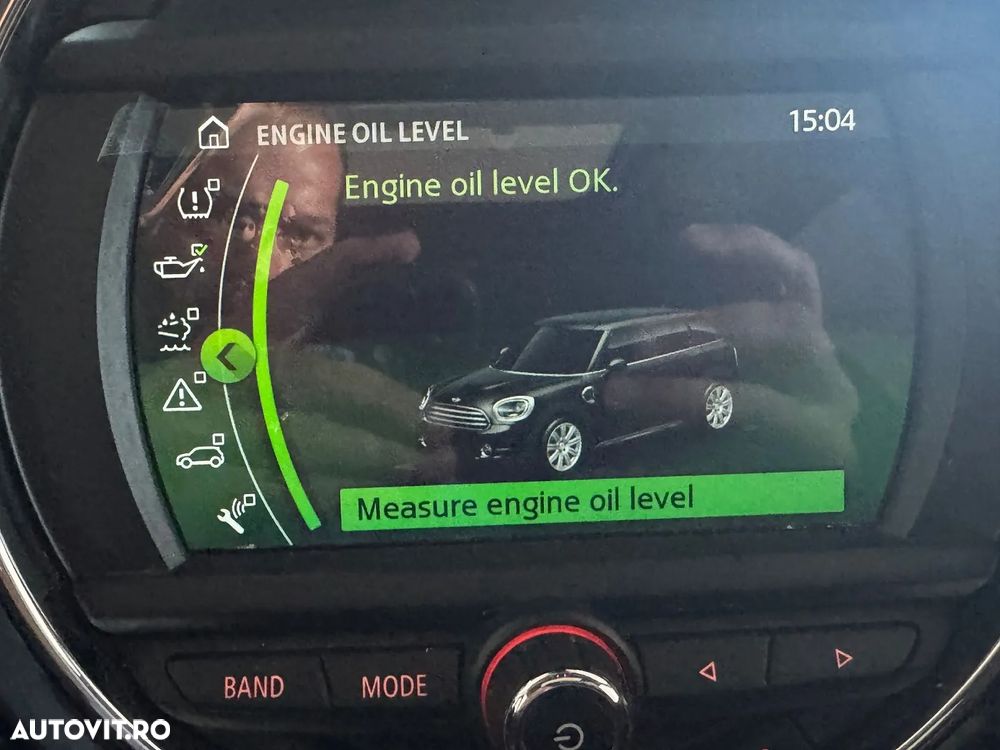 ENGINE OIL LEVEL
15:04
Engine oil level OK.
Measure engine oil level
BAND
MODE
AUTOVIT.RO